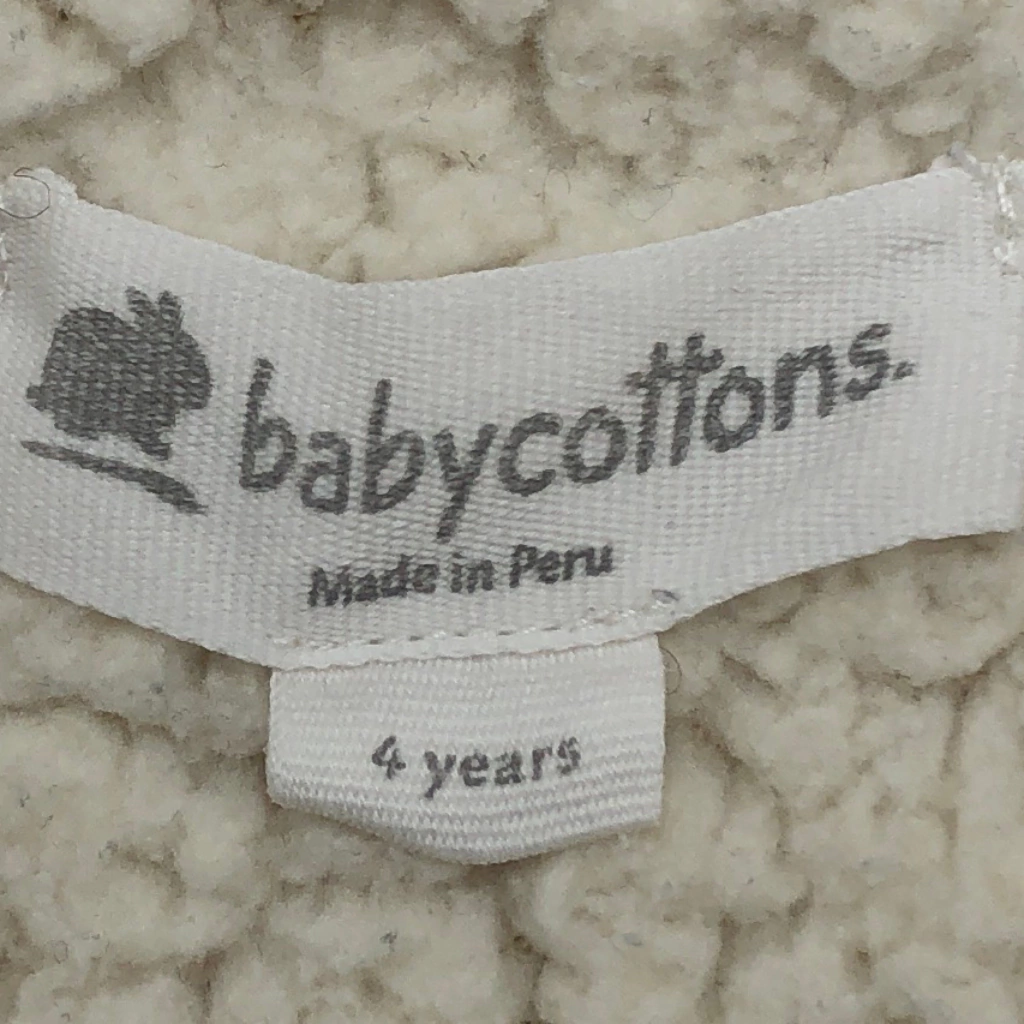 babycottons.
Made in Peru
4 years